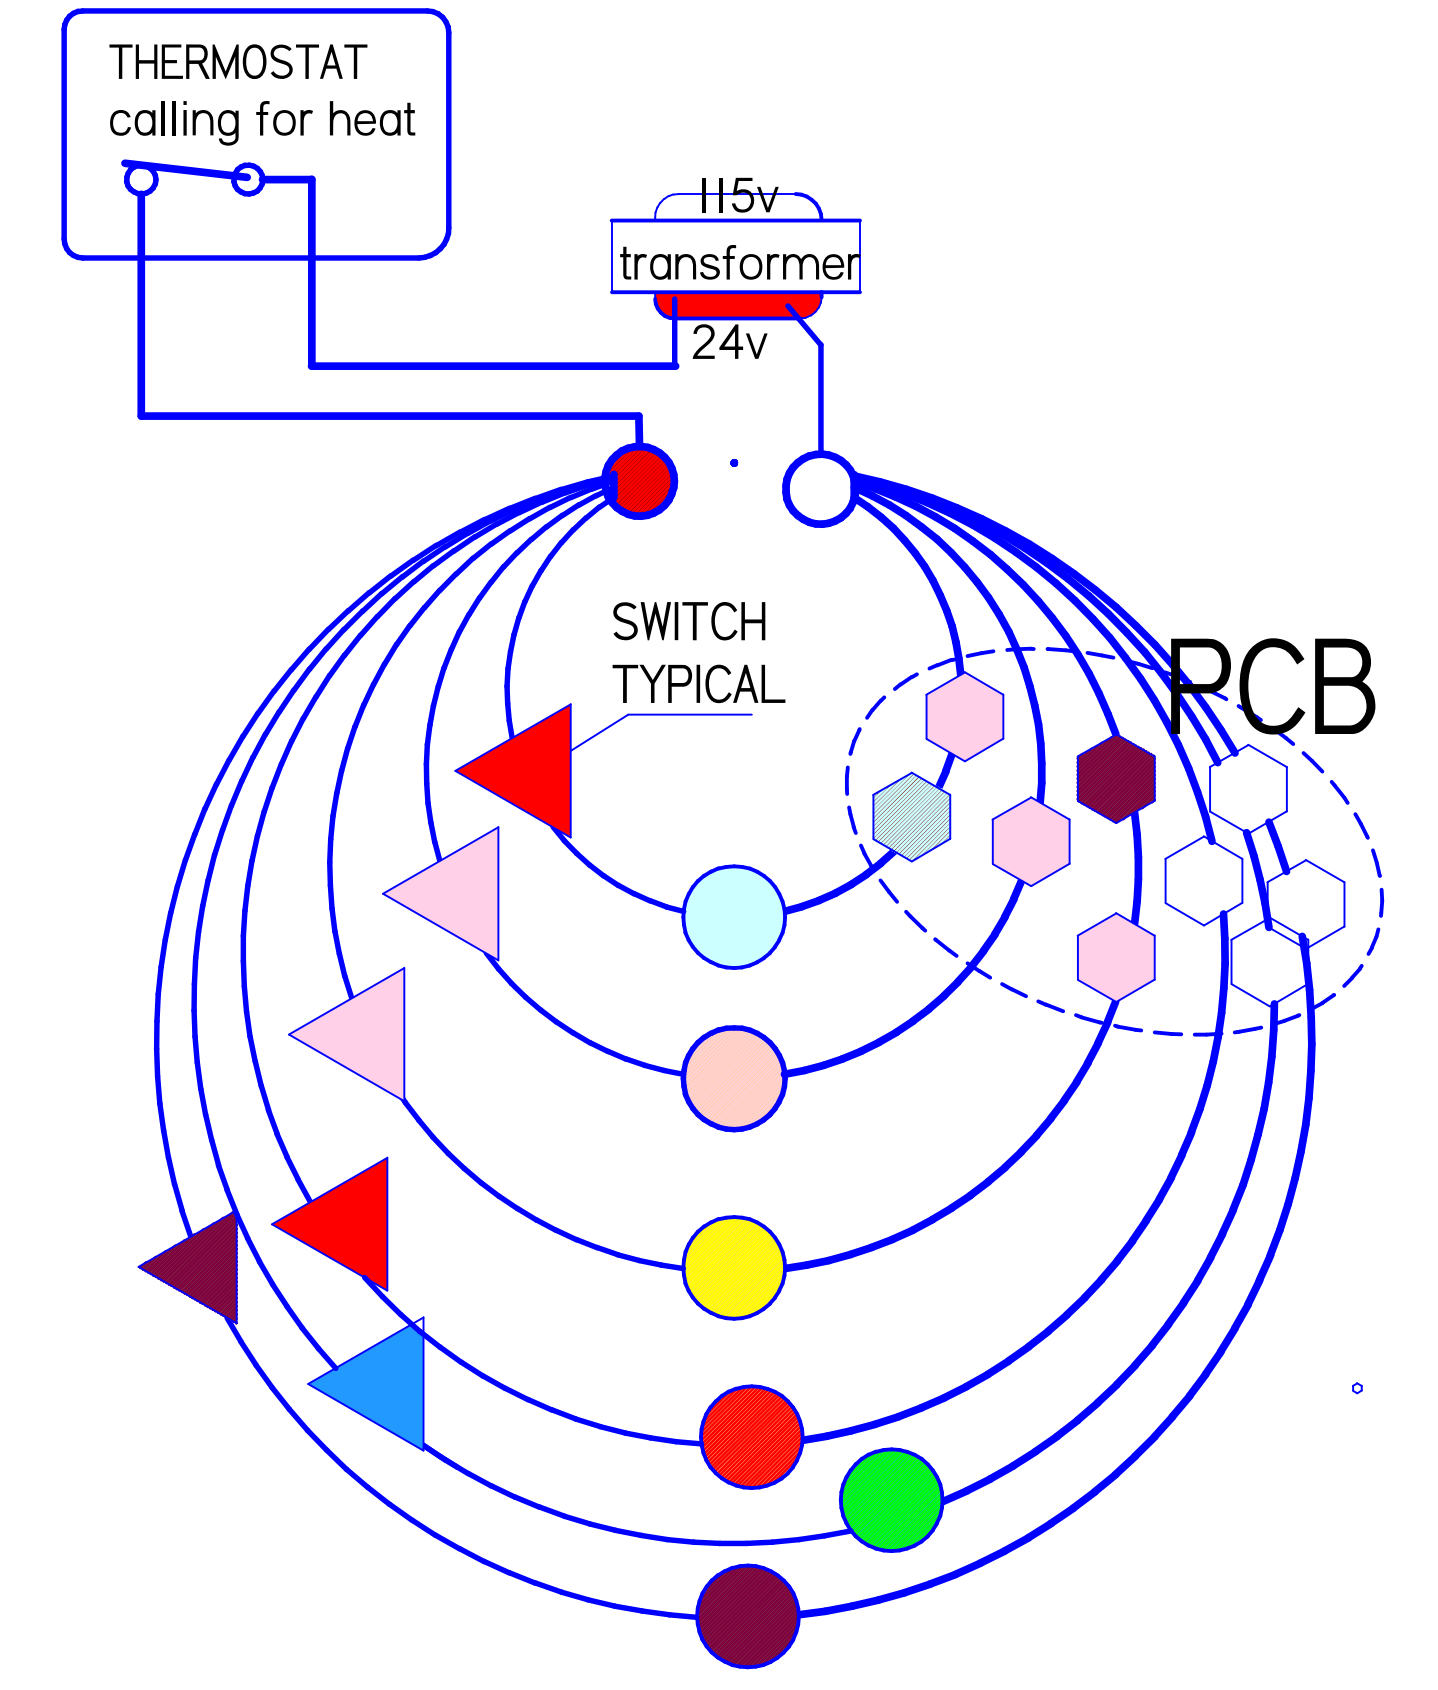 THERMOSTAT
calling for heat
115v
transformer
24v
SWITCH
TYPICAL
PCB